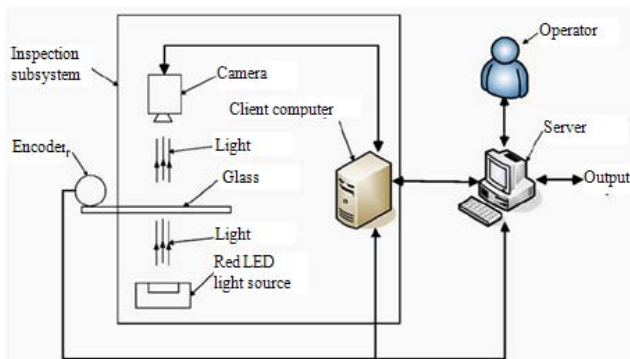 Inspection
subsystem
Camera
Operator
Client computer
Server
Encoder
Light
Glass
Output
Light
Red LED
light source